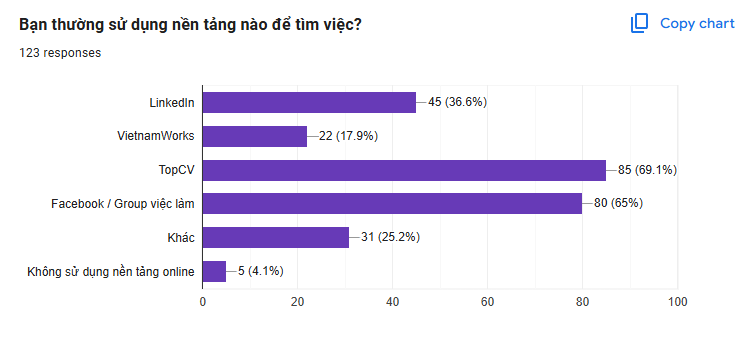 Bạn thường sử dụng nền tảng nào để tìm việc?
Copy chart
123 responses
LinkedIn 45 (36.6%)
VietnamWorks 22 (17.9%)
TopCV 85 (69.1%)
Facebook / Group việc làm 80 (65%)
Khác 31 (25.2%)
Không sử dụng nền tảng online 5 (4.1%)
0 20 40 60 80 100